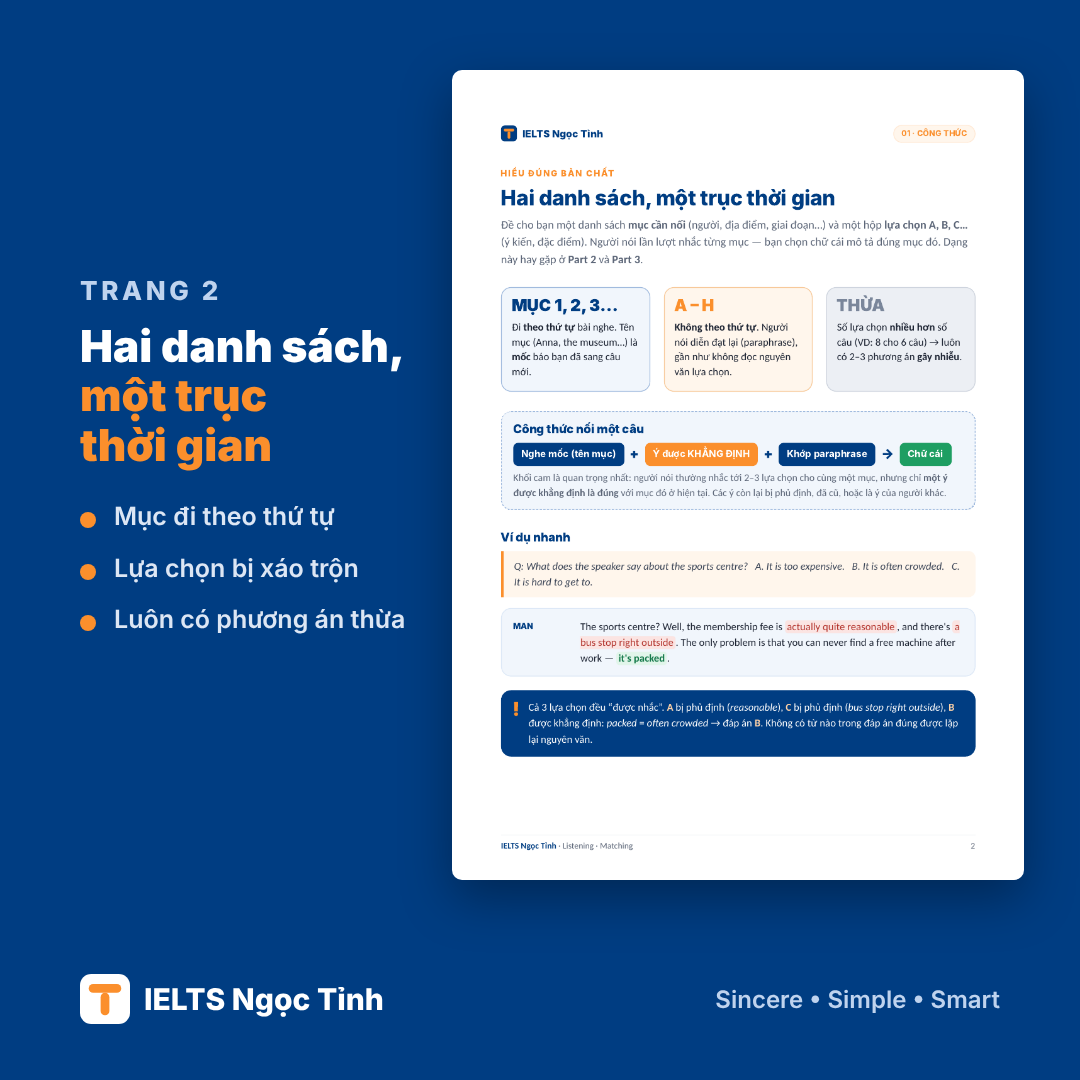 TRANG 2
Hai danh sách,
một trục
thời gian
Mục đi theo thứ tự
Lựa chọn bị xáo trộn
Luôn có phương án thừa
IELTS Ngọc Tỉnh
01 · CÔNG THỨC
HIỂU ĐÚNG BẢN CHẤT
Hai danh sách, một trục thời gian
Đề cho bạn một danh sách mục cần nối (người, địa điểm, giai đoạn…) và một hộp lựa chọn A, B, C…
(ý kiến, đặc điểm). Người nói lần lượt nhắc từng mục — bạn chọn chữ cái mô tả đúng mục đó. Dạng
này hay gặp ở Part 2 và Part 3.
MỤC 1, 2, 3…
Đi theo thứ tự bài nghe. Tên
mục (Anna, the museum…) là
mốc báo bạn đã sang câu
mới.
A–H
Không theo thứ tự. Người
nói diễn đạt lại (paraphrase),
gần như không đọc nguyên
văn lựa chọn.
THỪA
Số lựa chọn nhiều hơn số
câu (VD: 8 cho 6 câu) → luôn
có 2–3 phương án gây nhiễu.
Công thức nối một câu
Nghe mốc (tên mục) + Ý được KHẲNG ĐỊNH + Khớp paraphrase → Chữ cái
Khối cam là quan trọng nhất: người nói thường nhắc tới 2–3 lựa chọn cho cùng một mục, nhưng chỉ một ý
được khẳng định là đúng với mục đó ở hiện tại. Các ý còn lại bị phủ định, đã cũ, hoặc là ý của người khác.
Ví dụ nhanh
Q: What does the speaker say about the sports centre? A. It is too expensive. B. It is often crowded. C.
It is hard to get to.
MAN The sports centre? Well, the membership fee is actually quite reasonable, and there's a
bus stop right outside. The only problem is that you can never find a free machine after
work — it's packed.
! Cả 3 lựa chọn đều “được nhắc”. A bị phủ định (reasonable), C bị phủ định (bus stop right outside), B
được khẳng định: packed = often crowded → đáp án B. Không có từ nào trong đáp án đúng được lặp
lại nguyên văn.
IELTS Ngọc Tỉnh · Listening · Matching
2
IELTS Ngọc Tỉnh
Sincere • Simple • Smart